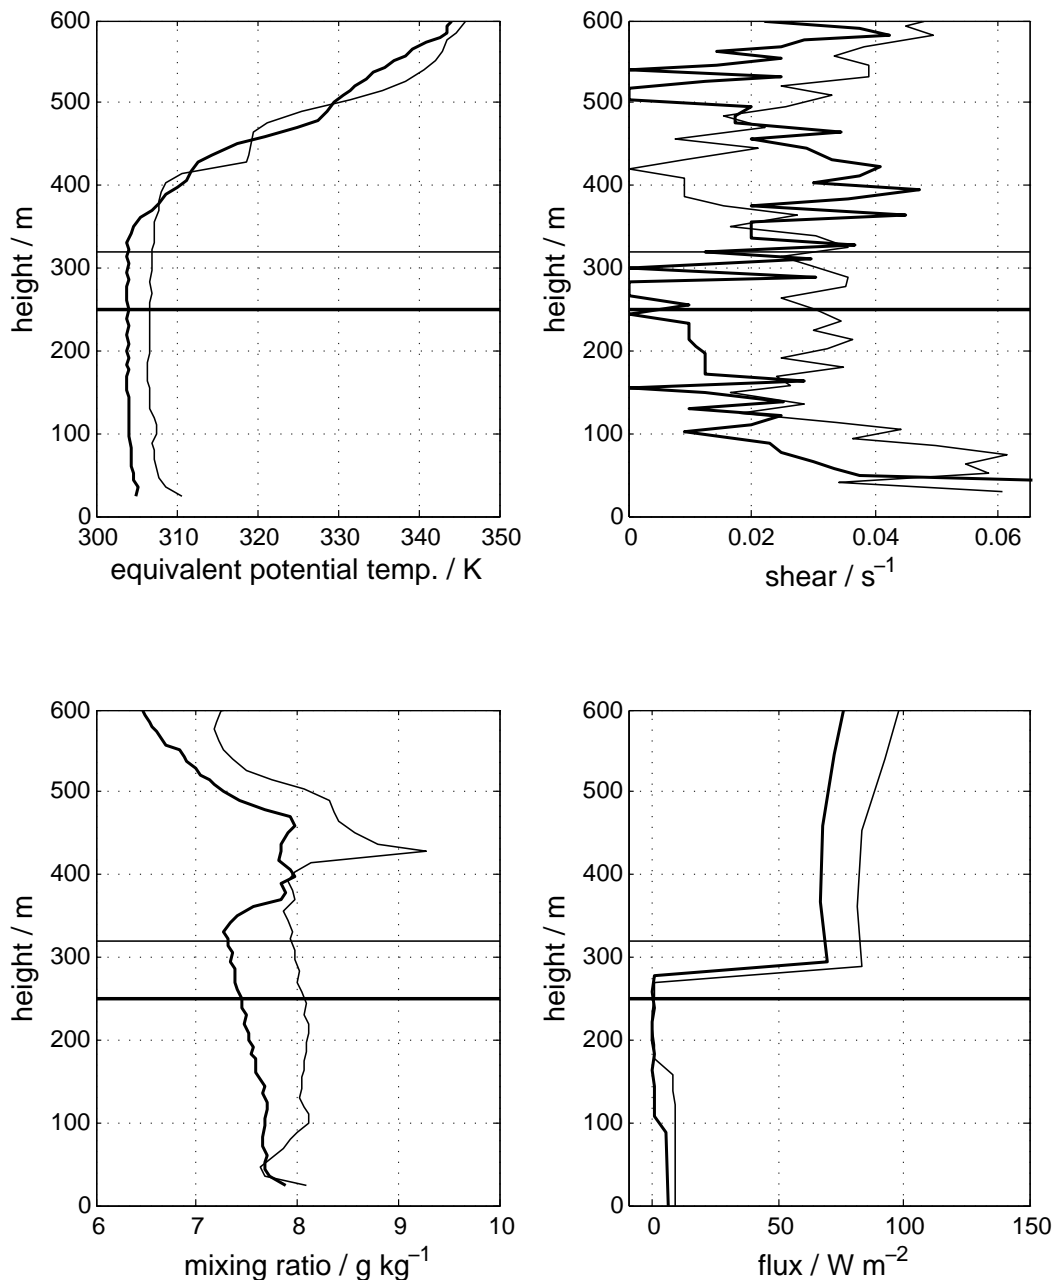 600
500
400
300
200
100
0
height / m
300 310 320 330 340 350
equivalent potential temp. / K
600
500
400
300
200
100
0
height / m
0 0.02 0.04 0.06
shear / s⁻¹
600
500
400
300
200
100
0
height / m
6 7 8 9 10
mixing ratio / g kg⁻¹
600
500
400
300
200
100
0
height / m
0 50 100 150
flux / W m⁻²